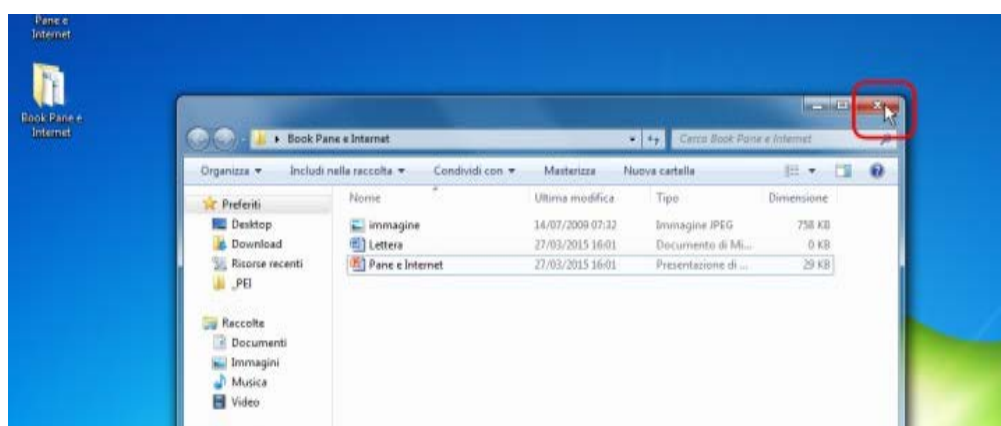 Pane e
Internet
Book Pane e
Internet
Book Pane e Internet
Cerca Book Pane e Internet
Organizza
Includi nella raccolta
Condividi con
Masterizza
Nuova cartella
Preferiti
Desktop
Download
Risorse recenti
_PEI
Raccolte
Documenti
Immagini
Musica
Video
Nome
Ultima modifica
Tipo
Dimensione
immagine
14/07/2009 07:32
Immagine JPEG
758 KB
Lettera
27/03/2015 16:01
Documento di Mi...
0 KB
Pane e Internet
27/03/2015 16:01
Presentazione di ...
29 KB